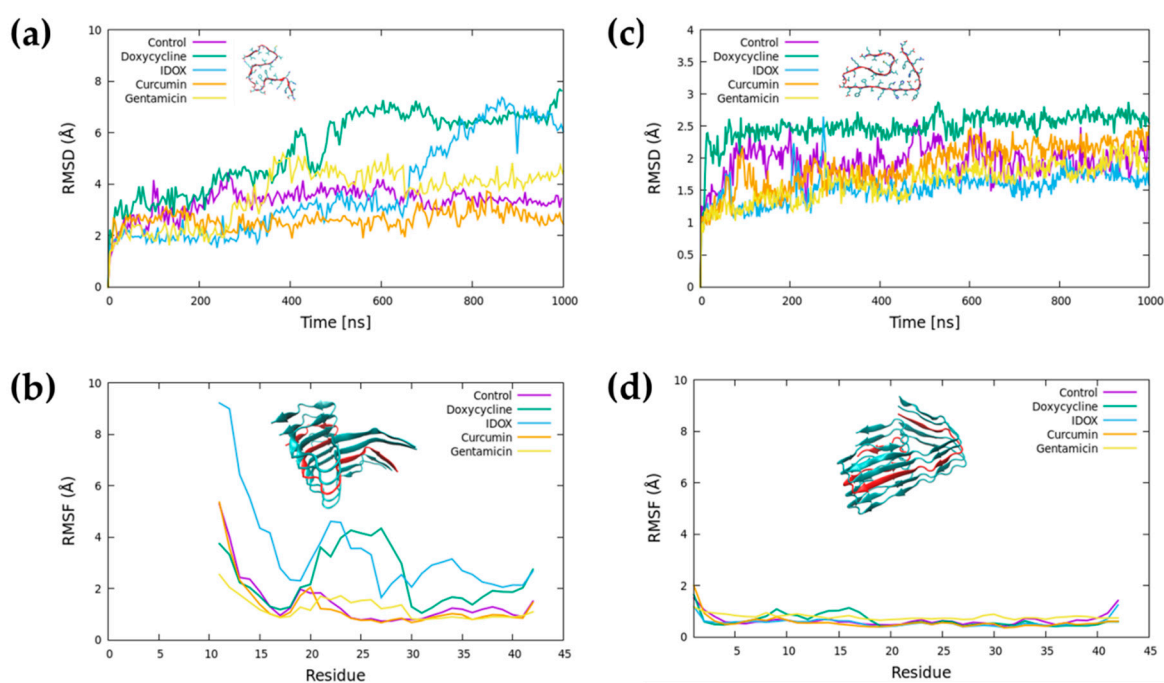 (a)
10
8
6
4
2
0
RMSD (Å)
Control
Doxycycline
IDOX
Curcumin
Gentamicin
0 200 400 600 800 1000
Time [ns]
(c)
4
3.5
3
2.5
2
1.5
1
0.5
0
RMSD (Å)
Control
Doxycycline
IDOX
Curcumin
Gentamicin
0 200 400 600 800 1000
Time [ns]
(b)
10
8
6
4
2
0
RMSF (Å)
Control
Doxycycline
IDOX
Curcumin
Gentamicin
5 10 15 20 25 30 35 40 45
Residue
(d)
10
8
6
4
2
0
RMSF (Å)
Control
Doxycycline
IDOX
Curcumin
Gentamicin
5 10 15 20 25 30 35 40 45
Residue